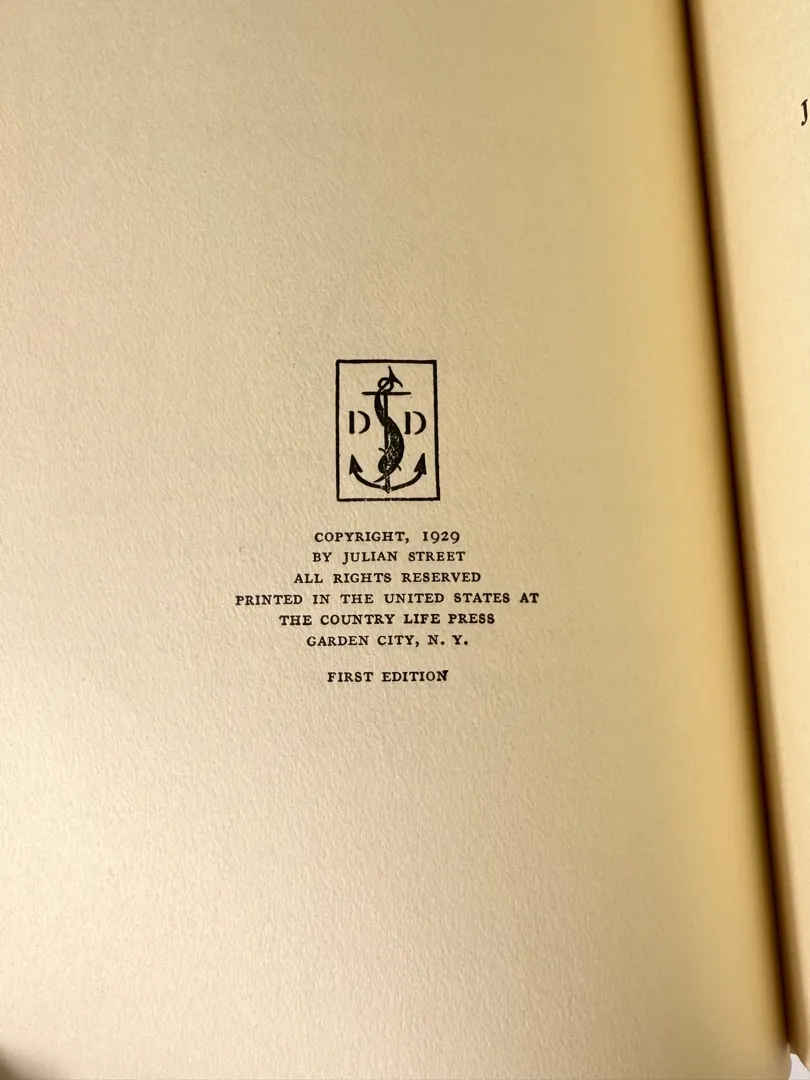 D D
COPYRIGHT, 1929
BY JULIAN STREET
ALL RIGHTS RESERVED
PRINTED IN THE UNITED STATES AT
THE COUNTRY LIFE PRESS
GARDEN CITY, N. Y.
FIRST EDITION